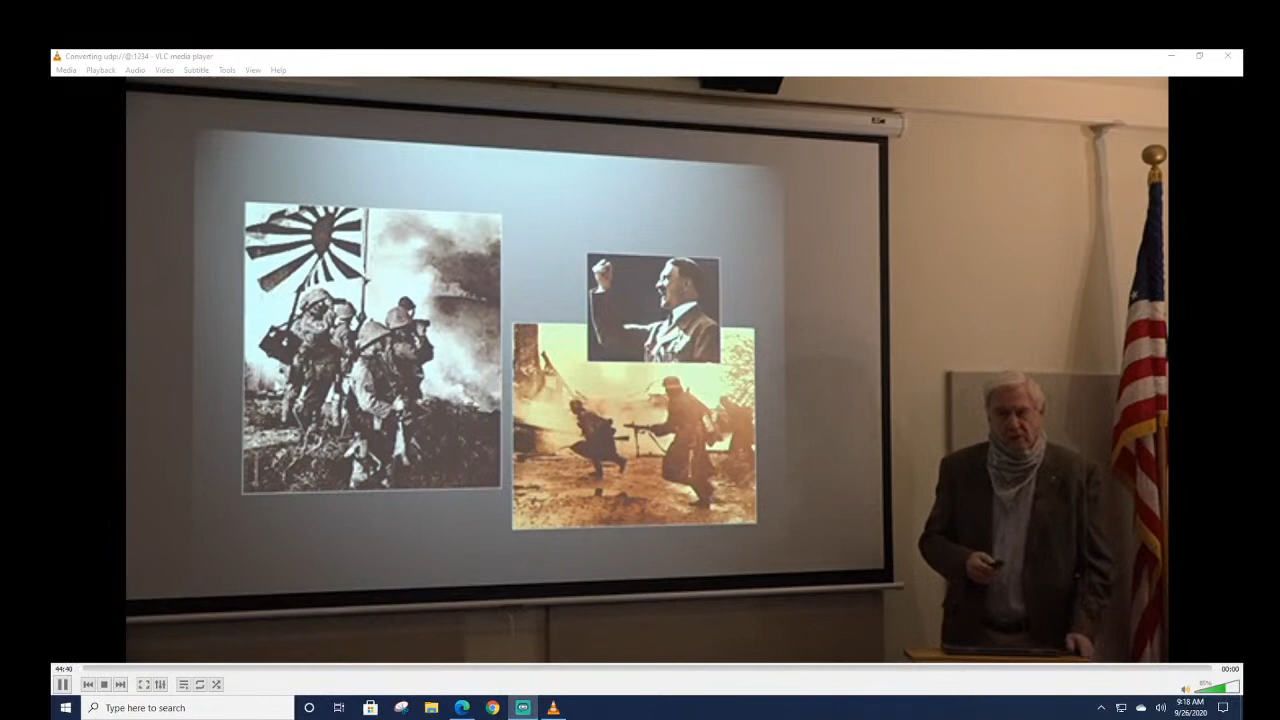 Converting udp://@:1234 - VLC media player
Media Playback Audio Video Subtitle Tools View Help
44:40 00:00
85%
Type here to search
9:18 AM
9/26/2020